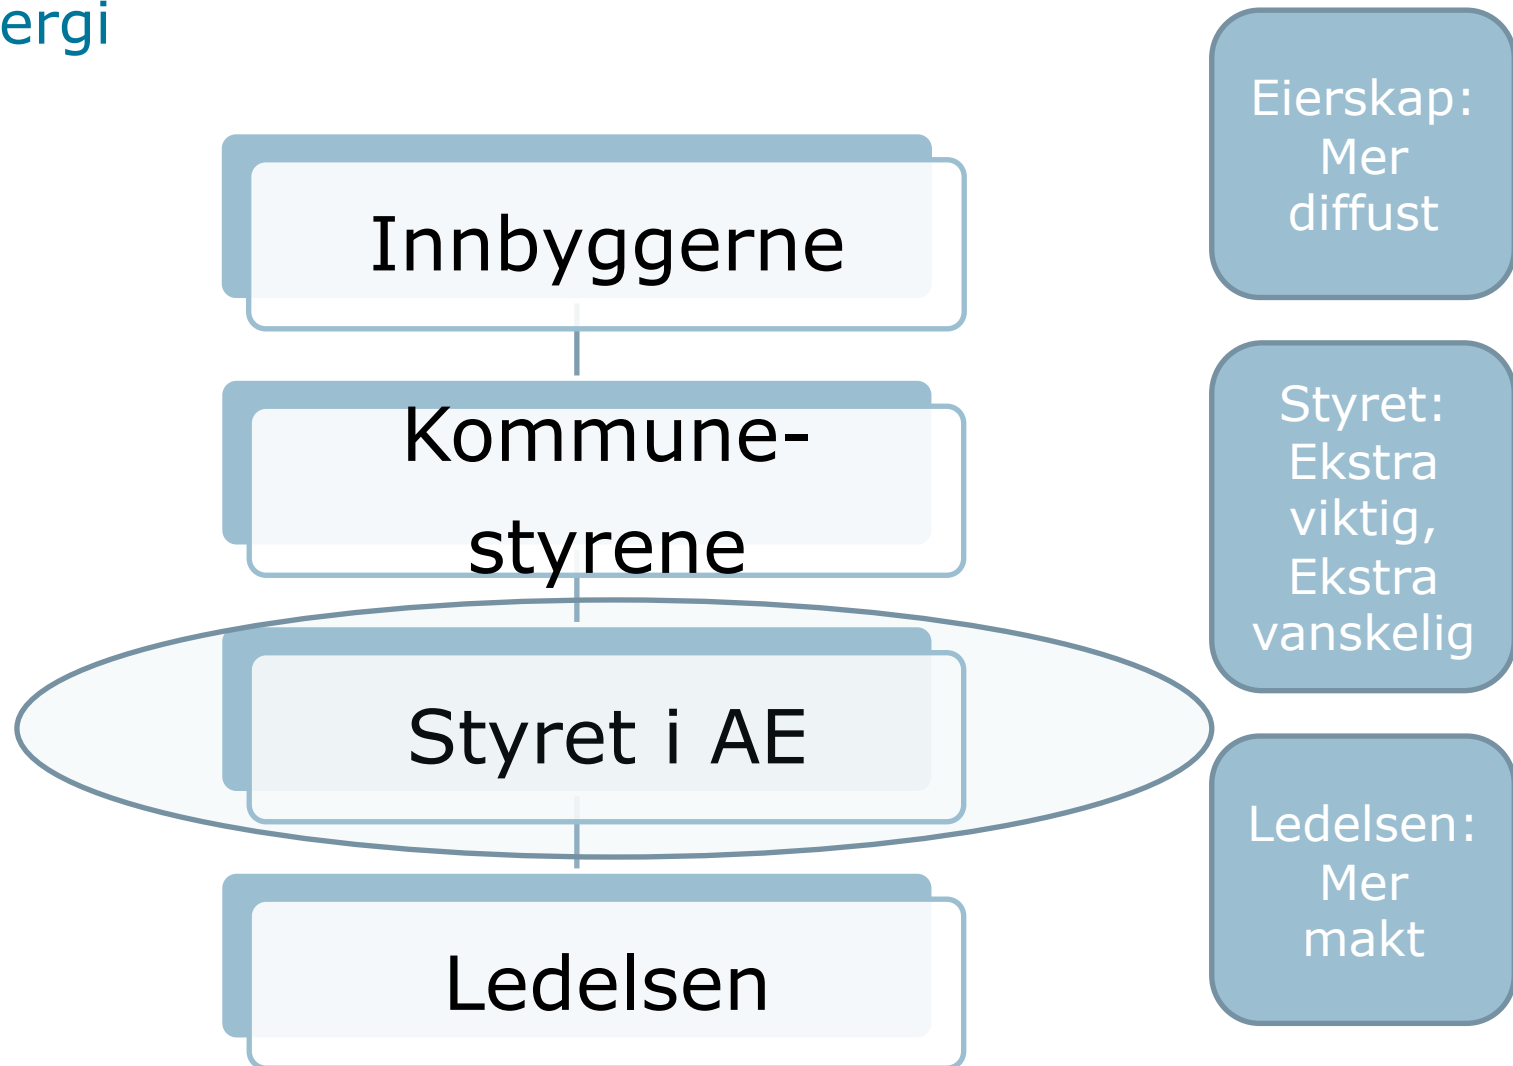 ergi
Innbyggerne
Kommune-
styrene
Styret i AE
Ledelsen
Eierskap:
Mer
diffust
Styret:
Ekstra
viktig,
Ekstra
vanskelig
Ledelsen:
Mer
makt